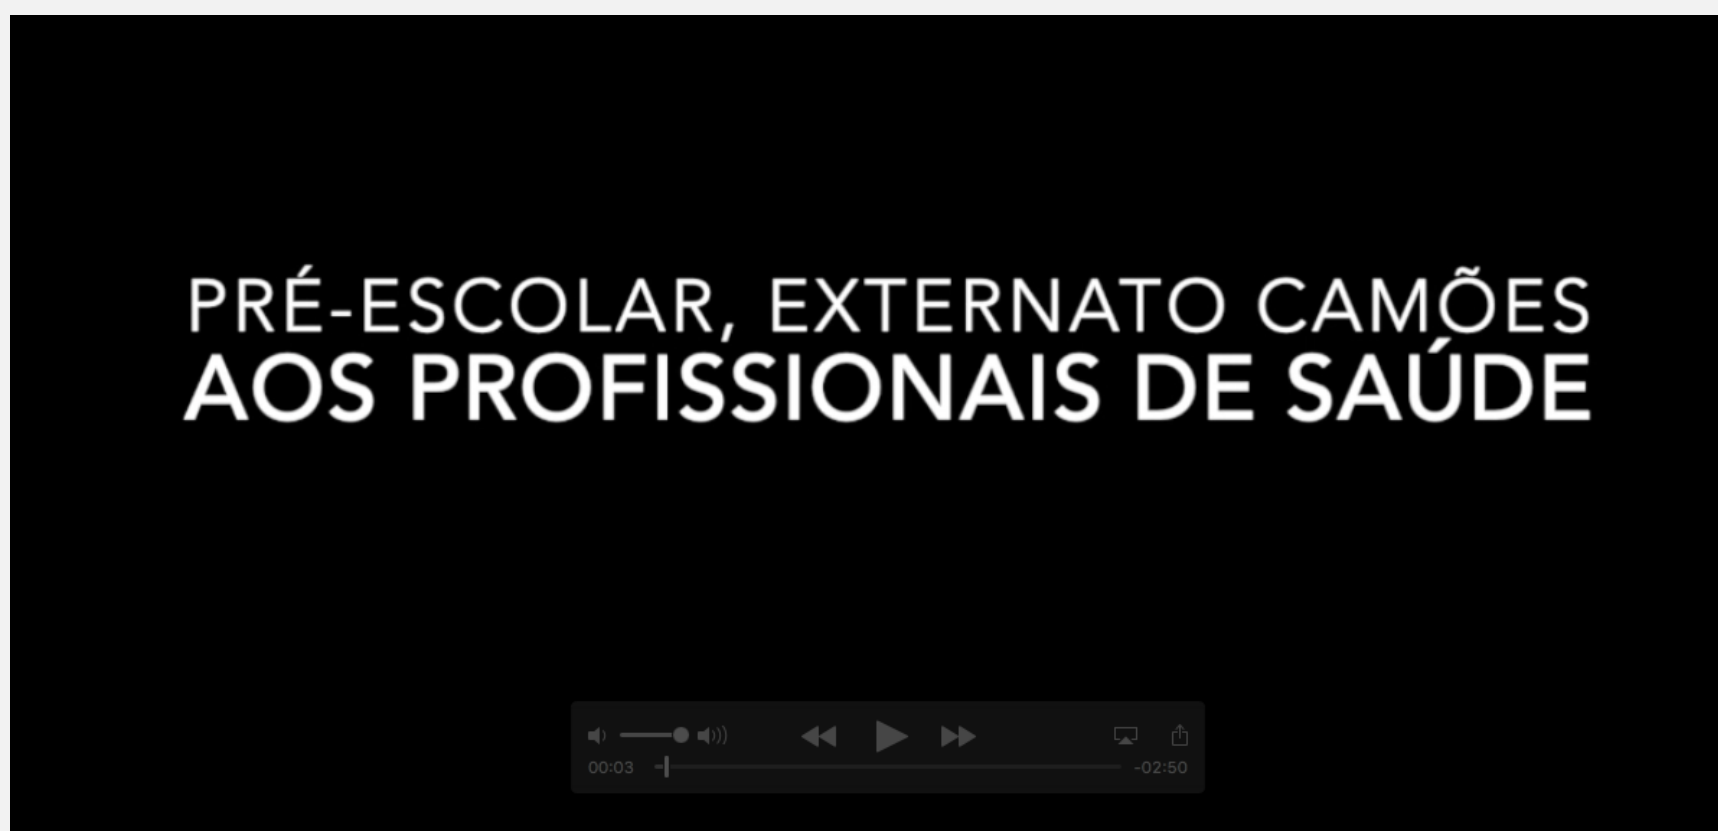 PRÉ-ESCOLAR, EXTERNATO CAMÕES
AOS PROFISSIONAIS DE SAÚDE
00:03 -02:50